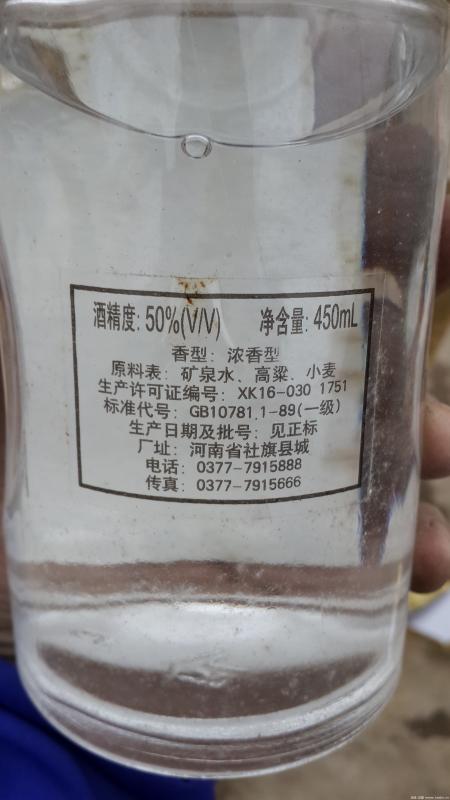 酒精度: 50%(V/V) 净含量: 450mL
香型: 浓香型
原料表: 矿泉水、高粱、小麦
生产许可证编号: XK16-030 1751
标准代号: GB10781.1-89(一级)
生产日期及批号: 见正标
厂址: 河南省社旗县城
电话: 0377-7915888
传真: 0377-7915666